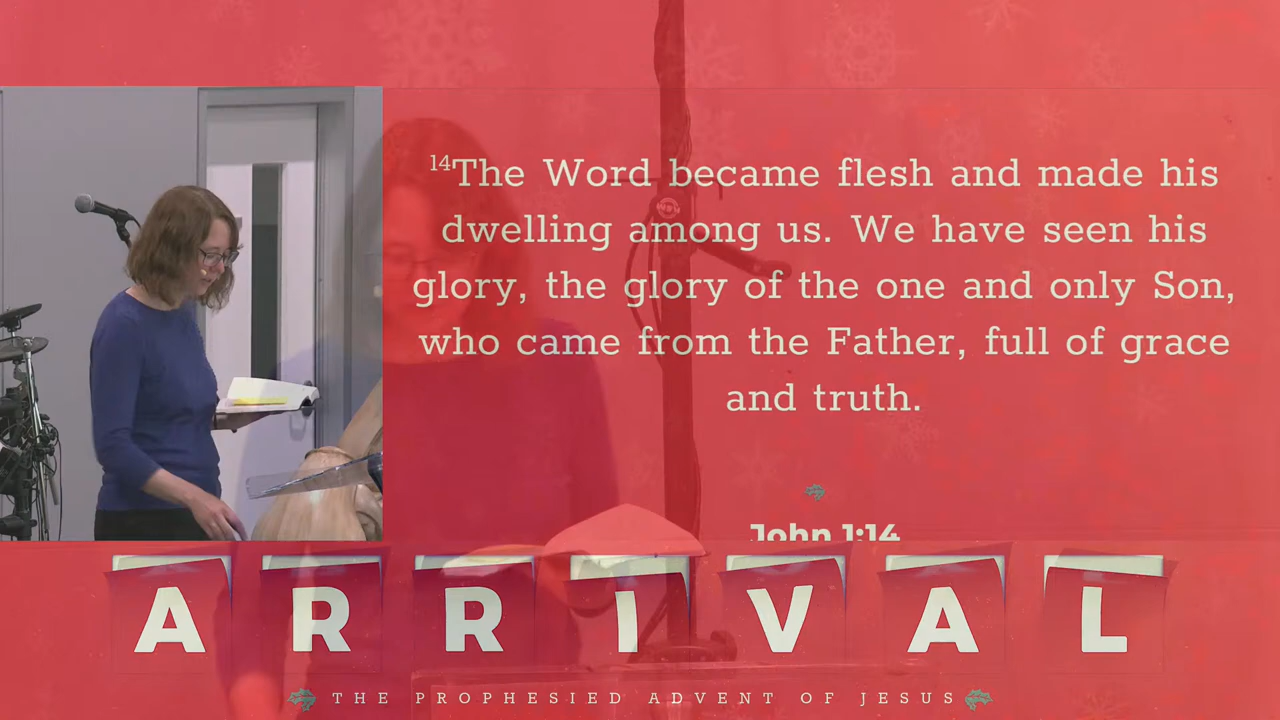 14The Word became flesh and made his
dwelling among us. We have seen his
glory, the glory of the one and only Son,
who came from the Father, full of grace
and truth.
John 1:14
ARRIVAL
THE PROPHESIED ADVENT OF JESUS